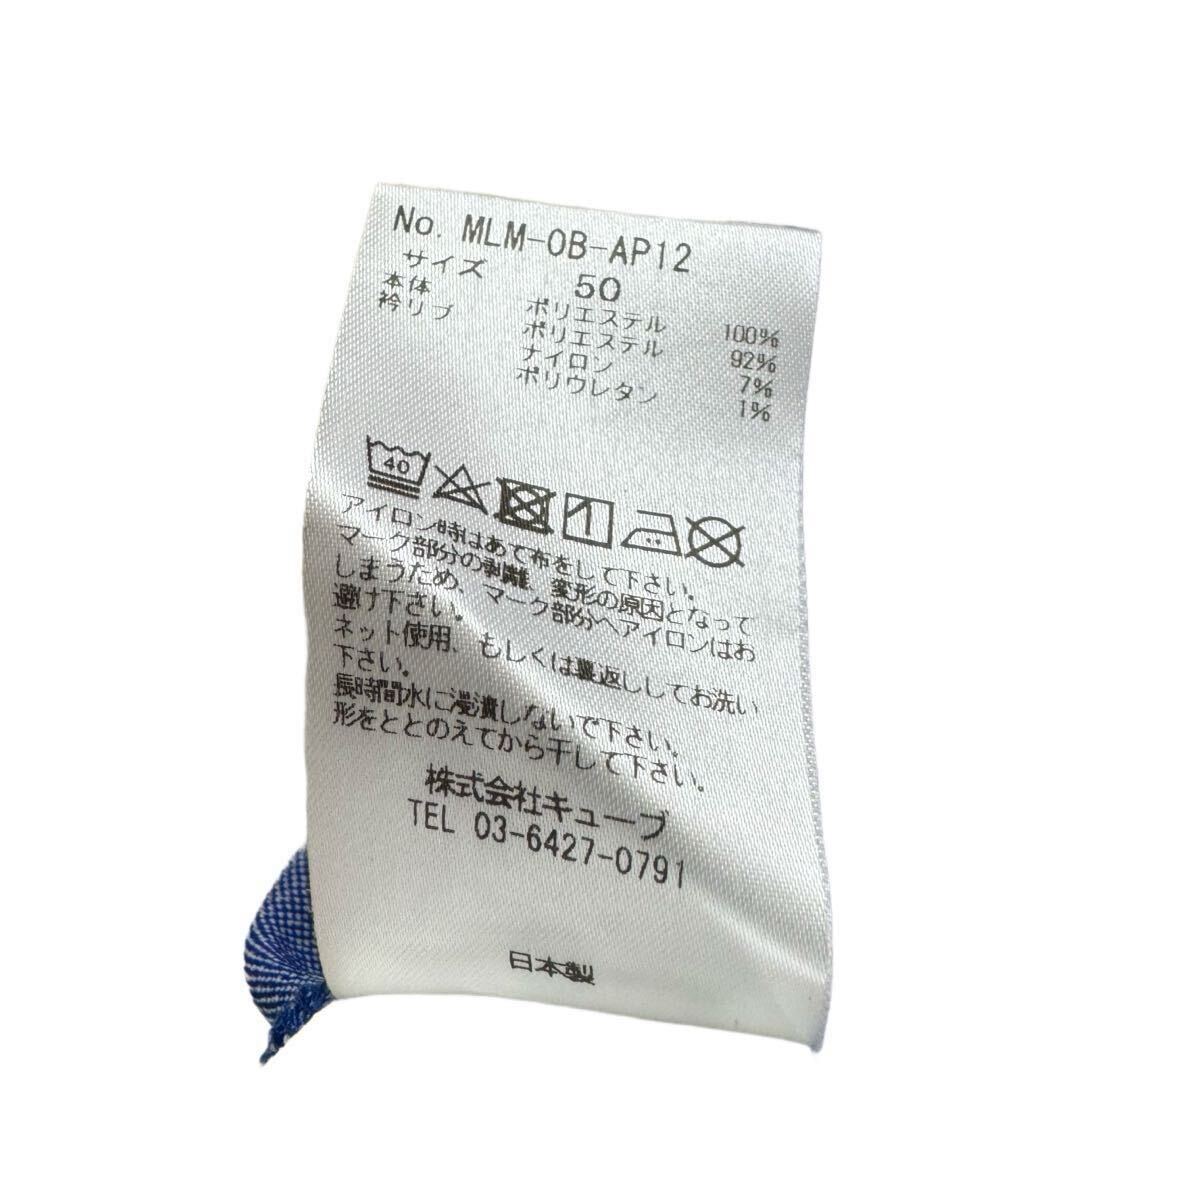 No. MLM-0B-AP12
サイズ 50
本体 ポリエステル 100%
衿リブ ポリエステル 92%
ナイロン 7%
ポリウレタン 1%
40
アイロン時はあて布をして下さい。
マーク部分の剥離、変形の原因となって
しまうため、マーク部分へアイロンはお
避け下さい。
ネット使用、もしくは裏返ししてお洗い
下さい。
長時間水に浸漬しないで下さい。
形をととのえてから干して下さい。
株式会社キューブ
TEL 03-6427-0791
日本製